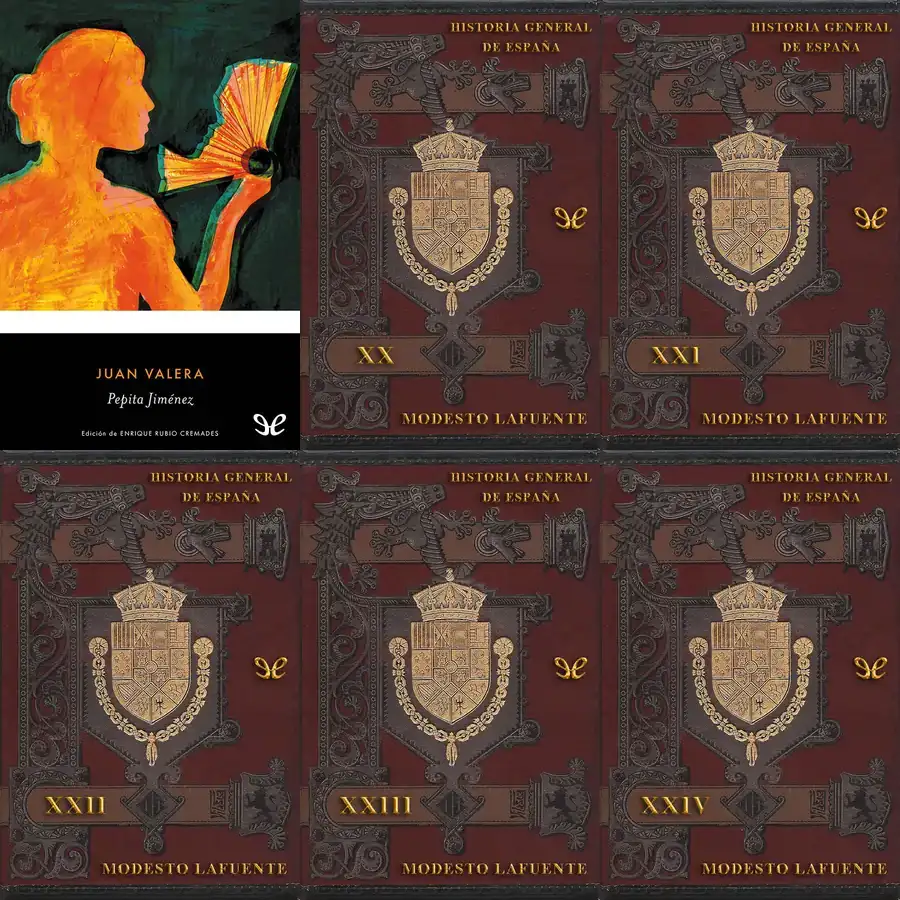 JUAN VALERA
Pepita Jiménez
Edición de ENRIQUE RUBIO CREMADES
HISTORIA GENERAL
DE ESPAÑA
XX
MODESTO LAFUENTE
HISTORIA GENERAL
DE ESPAÑA
XXI
MODESTO LAFUENTE
HISTORIA GENERAL
DE ESPAÑA
XXII
MODESTO LAFUENTE
HISTORIA GENERAL
DE ESPAÑA
XXIII
MODESTO LAFUENTE
HISTORIA GENERAL
DE ESPAÑA
XXIV
MODESTO LAFUENTE